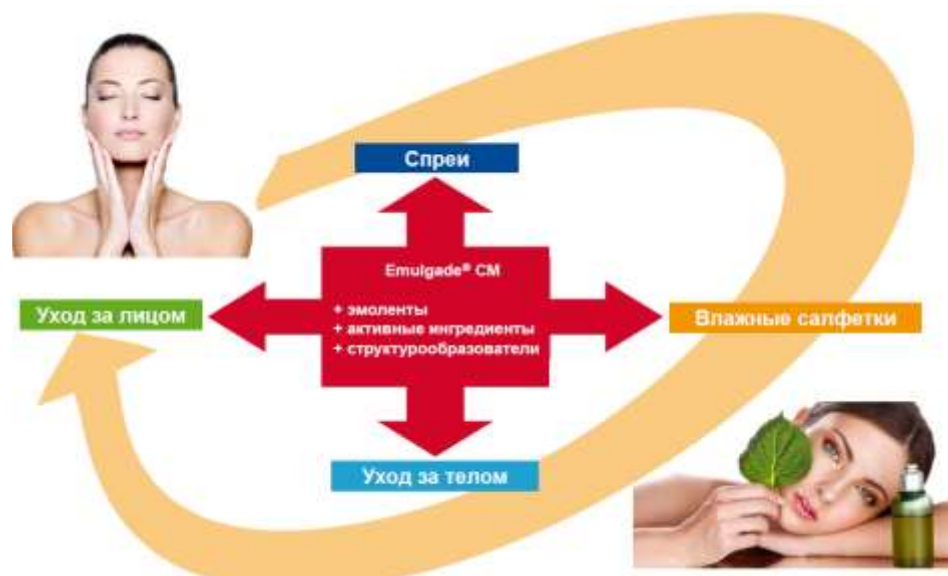 Спреи
Emulgade® CM
+ эмоленты
+ активные ингредиенты
+ структурообразователи
Уход за лицом
Влажные салфетки
Уход за телом